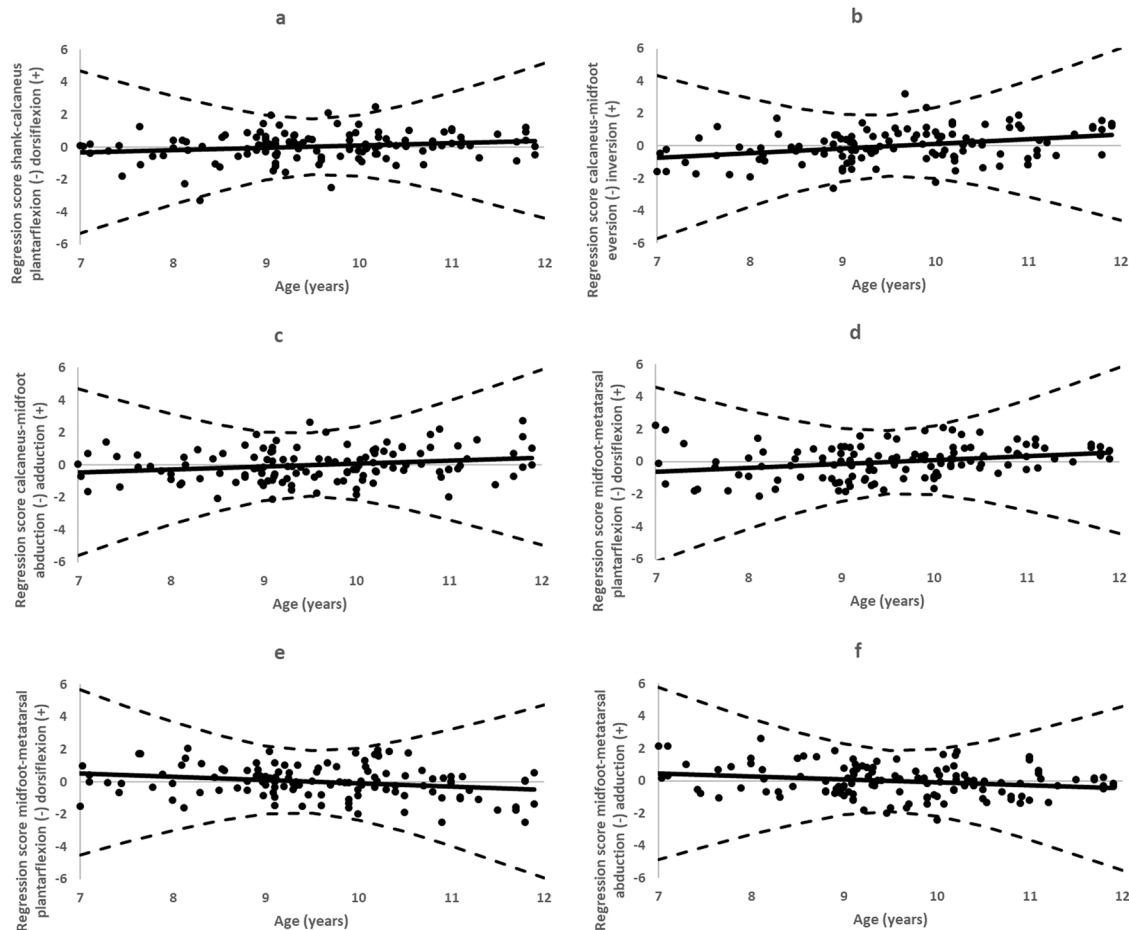 a
Regression score shank-calcaneus
plantarflexion (-) dorsiflexion (+)
6
4
2
0
-2
-4
-6
7 8 9 10 11 12
Age (years)
b
Regression score calcaneus-midfoot
eversion (-) inversion (+)
6
4
2
0
-2
-4
-6
7 8 9 10 11 12
Age (years)
c
Regression score calcaneus-midfoot
abduction (-) adduction (+)
6
4
2
0
-2
-4
-6
7 8 9 10 11 12
Age (years)
d
Regerssion score midfoot-metatarsal
plantarflexion (-) dorsiflexion (+)
6
4
2
0
-2
-4
-6
7 8 9 10 11 12
Age (years)
e
Regression score midfoot-metatarsal
plantarflexion (-) dorsiflexion (+)
6
4
2
0
-2
-4
-6
7 8 9 10 11 12
Age (years)
f
Regression score midfoot-metatarsal
abduction (-) adduction (+)
6
4
2
0
-2
-4
-6
7 8 9 10 11 12
Age (years)